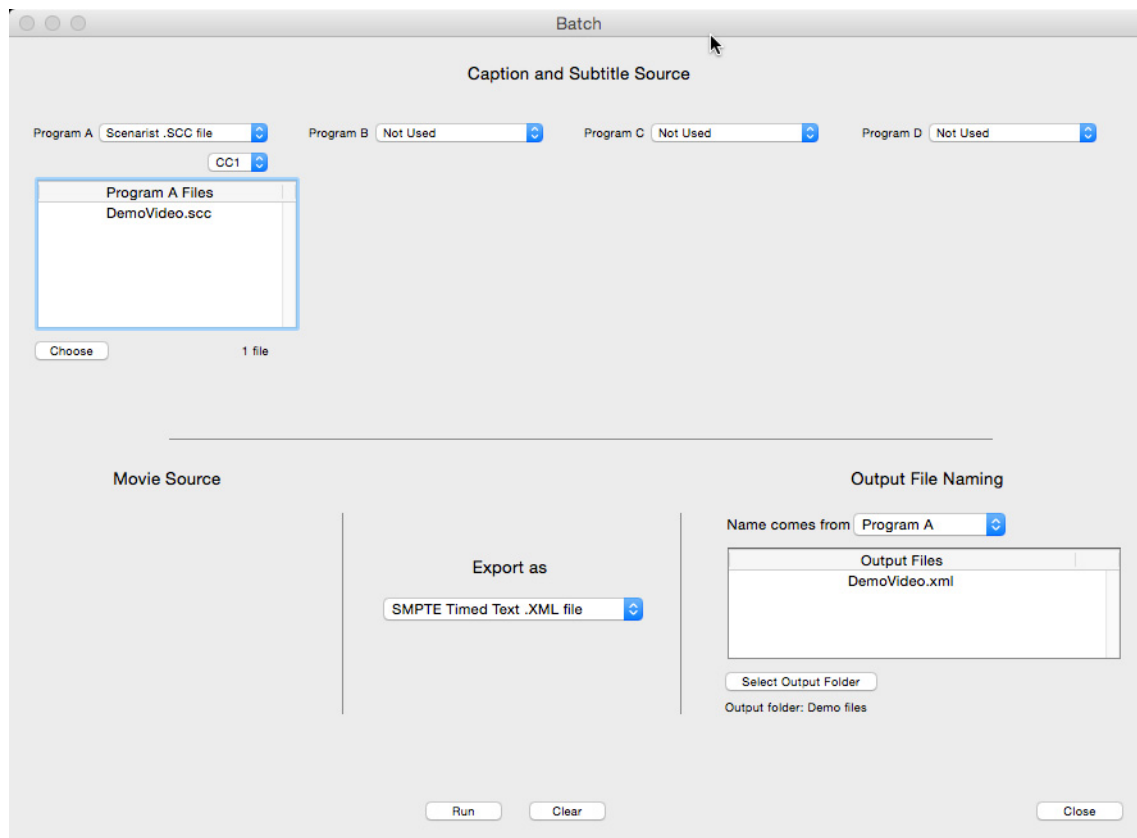 Batch
Caption and Subtitle Source
Program A Scenarist .SCC file Program B Not Used Program C Not Used Program D Not Used
CC1
Program A Files
DemoVideo.scc
Choose 1 file
Movie Source Output File Naming
Name comes from Program A
Export as Output Files
DemoVideo.xml
SMPTE Timed Text .XML file
Select Output Folder
Output folder: Demo files
Run Clear Close